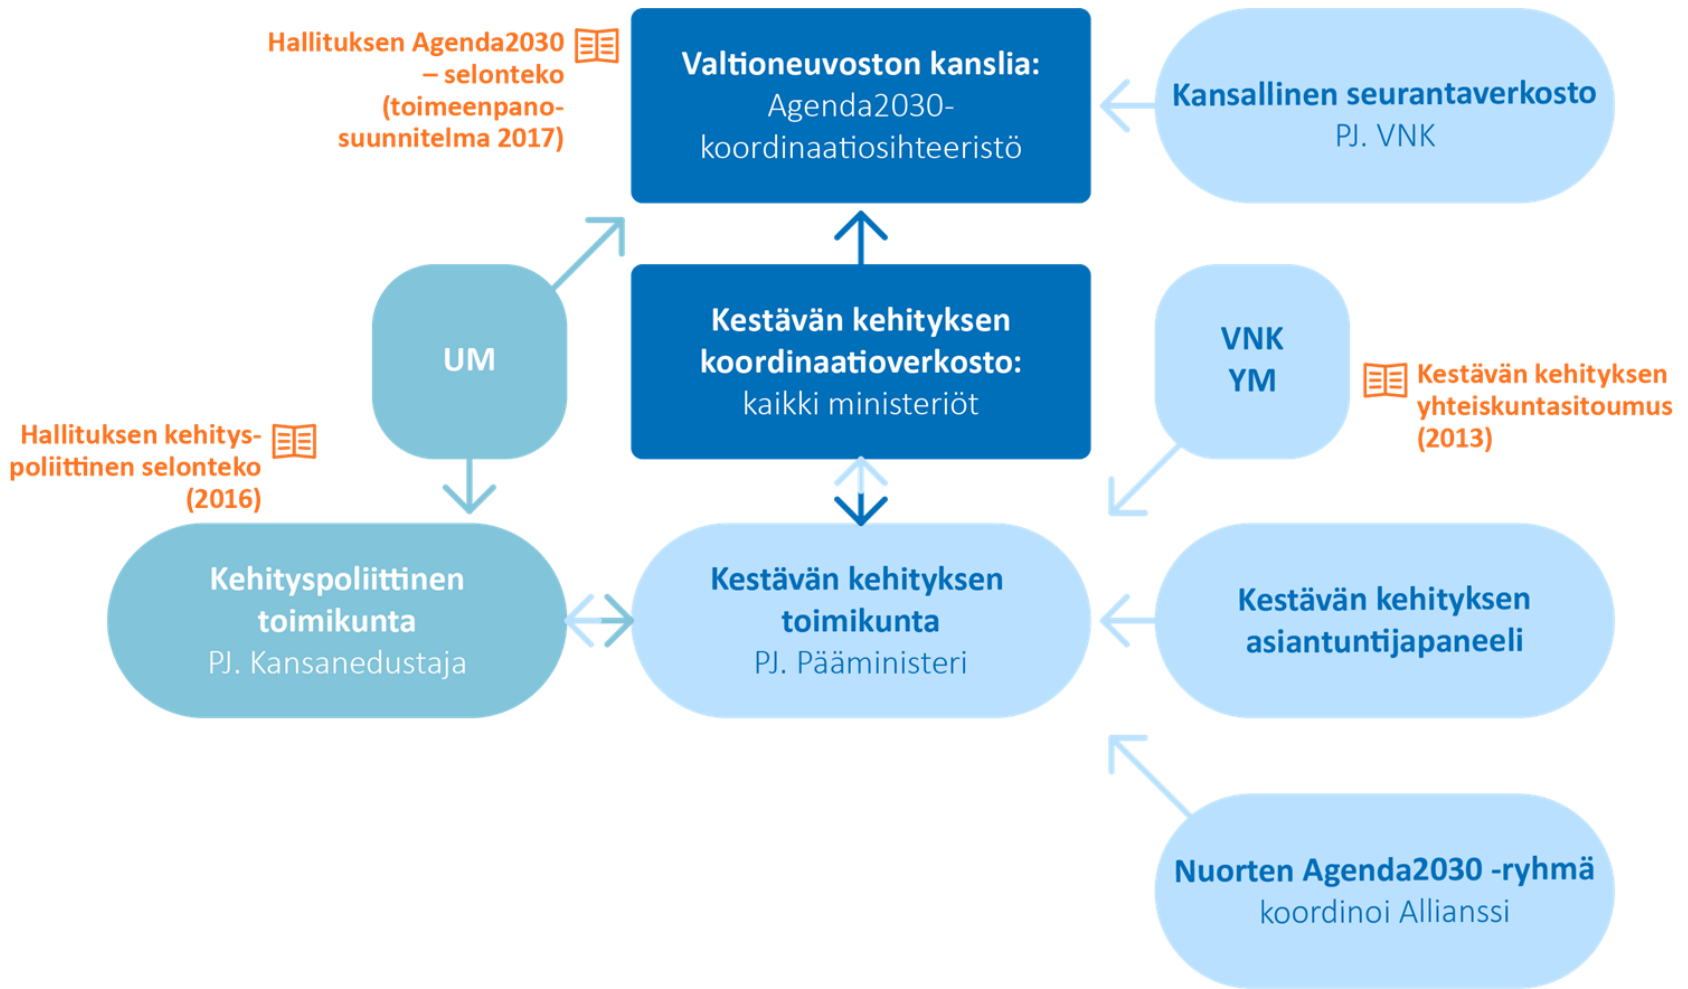 Hallituksen Agenda2030
– selonteko
(toimeenpano-
suunnitelma 2017)
Valtioneuvoston kanslia:
Agenda2030-
koordinaatiosihteeristö
Kansallinen seurantaverkosto
PJ. VNK
UM
Kestävän kehityksen
koordinaatioverkosto:
kaikki ministeriöt
VNK
YM
Kestävän kehityksen
yhteiskuntasitoumus
(2013)
Hallituksen kehitys-
poliittinen selonteko
(2016)
Kehityspoliittinen
toimikunta
PJ. Kansanedustaja
Kestävän kehityksen
toimikunta
PJ. Pääministeri
Kestävän kehityksen
asiantuntijapaneeli
Nuorten Agenda2030 -ryhmä
koordinoi Allianssi